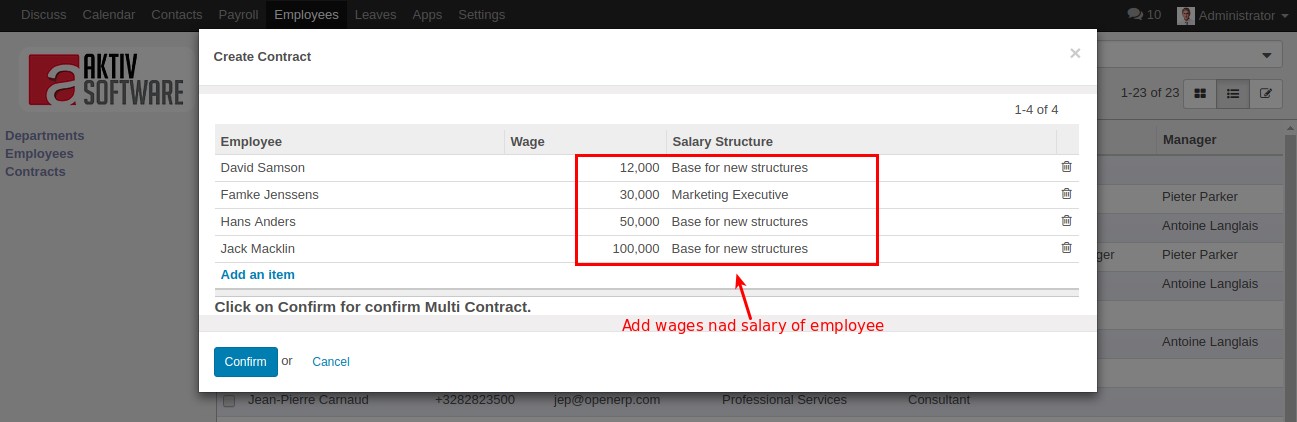 Discuss Calendar Contacts Payroll Employees Leaves Apps Settings 10 Administrator
Create Contract ×
AKTIV
SOFTWARE
1-23 of 23
1-4 of 4
Departments
Employees
Contracts
Employee Wage Salary Structure Manager
David Samson 12,000 Base for new structures
Famke Jenssens 30,000 Marketing Executive Pieter Parker
Hans Anders 50,000 Base for new structures Antoine Langlais
Jack Macklin 100,000 Base for new structures ger Pieter Parker
Add an item Antoine Langlais
Click on Confirm for confirm Multi Contract.
Add wages nad salary of employee
Antoine Langlais
Confirm or Cancel
Jean-Pierre Carnaud +3282823500 jep@openerp.com Professional Services Consultant